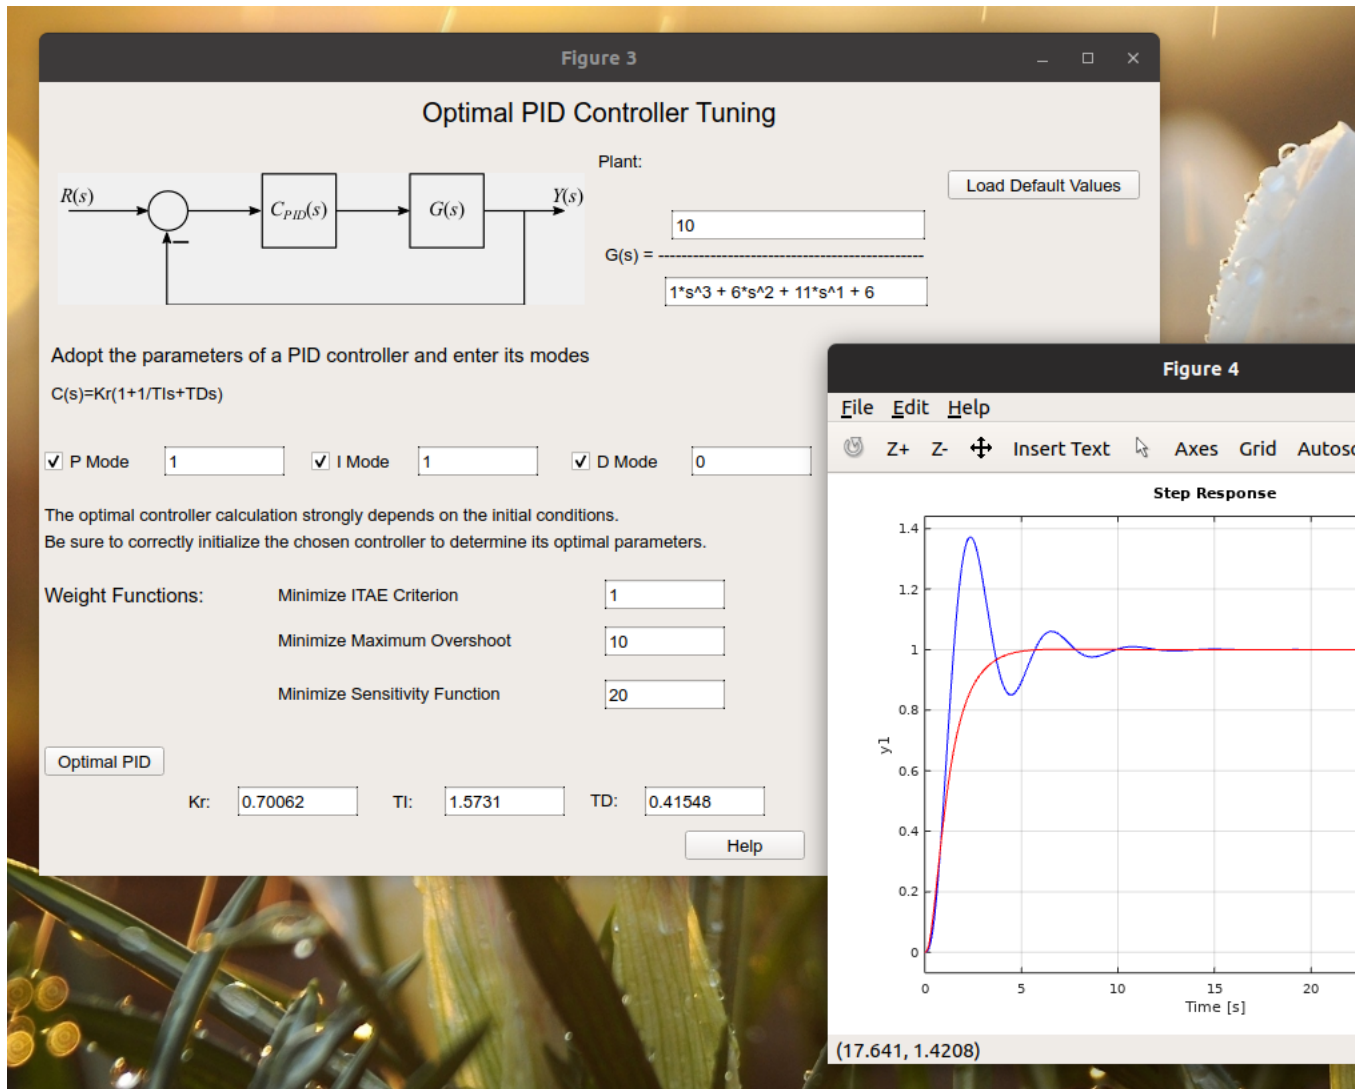 Figure 3
Optimal PID Controller Tuning
Plant:
Load Default Values
R(s)
C_PID(s)
G(s)
Y(s)
10
G(s) = -----------------------------------------------
1*s^3 + 6*s^2 + 11*s^1 + 6
Adopt the parameters of a PID controller and enter its modes
C(s)=Kr(1+1/TIs+TDs)
P Mode 1 I Mode 1 D Mode 0
The optimal controller calculation strongly depends on the initial conditions.
Be sure to correctly initialize the chosen controller to determine its optimal parameters.
Weight Functions: Minimize ITAE Criterion 1
Minimize Maximum Overshoot 10
Minimize Sensitivity Function 20
Optimal PID
Kr: 0.70062 TI: 1.5731 TD: 0.41548
Help
Figure 4
File Edit Help
Z+ Z- Insert Text Axes Grid Autosc
Step Response
1.4
1.2
1
0.8
0.6
0.4
0.2
0
y1
0 5 10 15 20
Time [s]
(17.641, 1.4208)